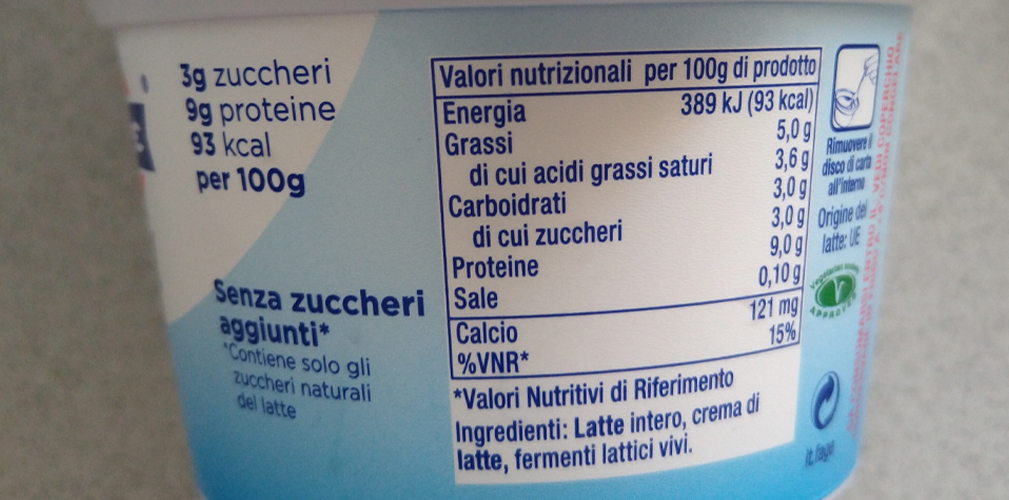 3g zuccheri
9g proteine
93 kcal
per 100g
Senza zuccheri
aggiunti*
*Contiene solo gli
zuccheri naturali
del latte
Valori nutrizionali per 100g di prodotto
Energia 389 kJ (93 kcal)
Grassi 5,0 g
di cui acidi grassi saturi 3,6 g
Carboidrati 3,0 g
di cui zuccheri 3,0 g
Proteine 9,0 g
Sale 0,10 g
Calcio 121 mg
%VNR* 15%
*Valori Nutritivi di Riferimento
Ingredienti: Latte intero, crema di
latte, fermenti lattici vivi.
Rimuovere il
disco di carta
all'interno
Origine del
latte: UE
V
APPROVED
it.fage